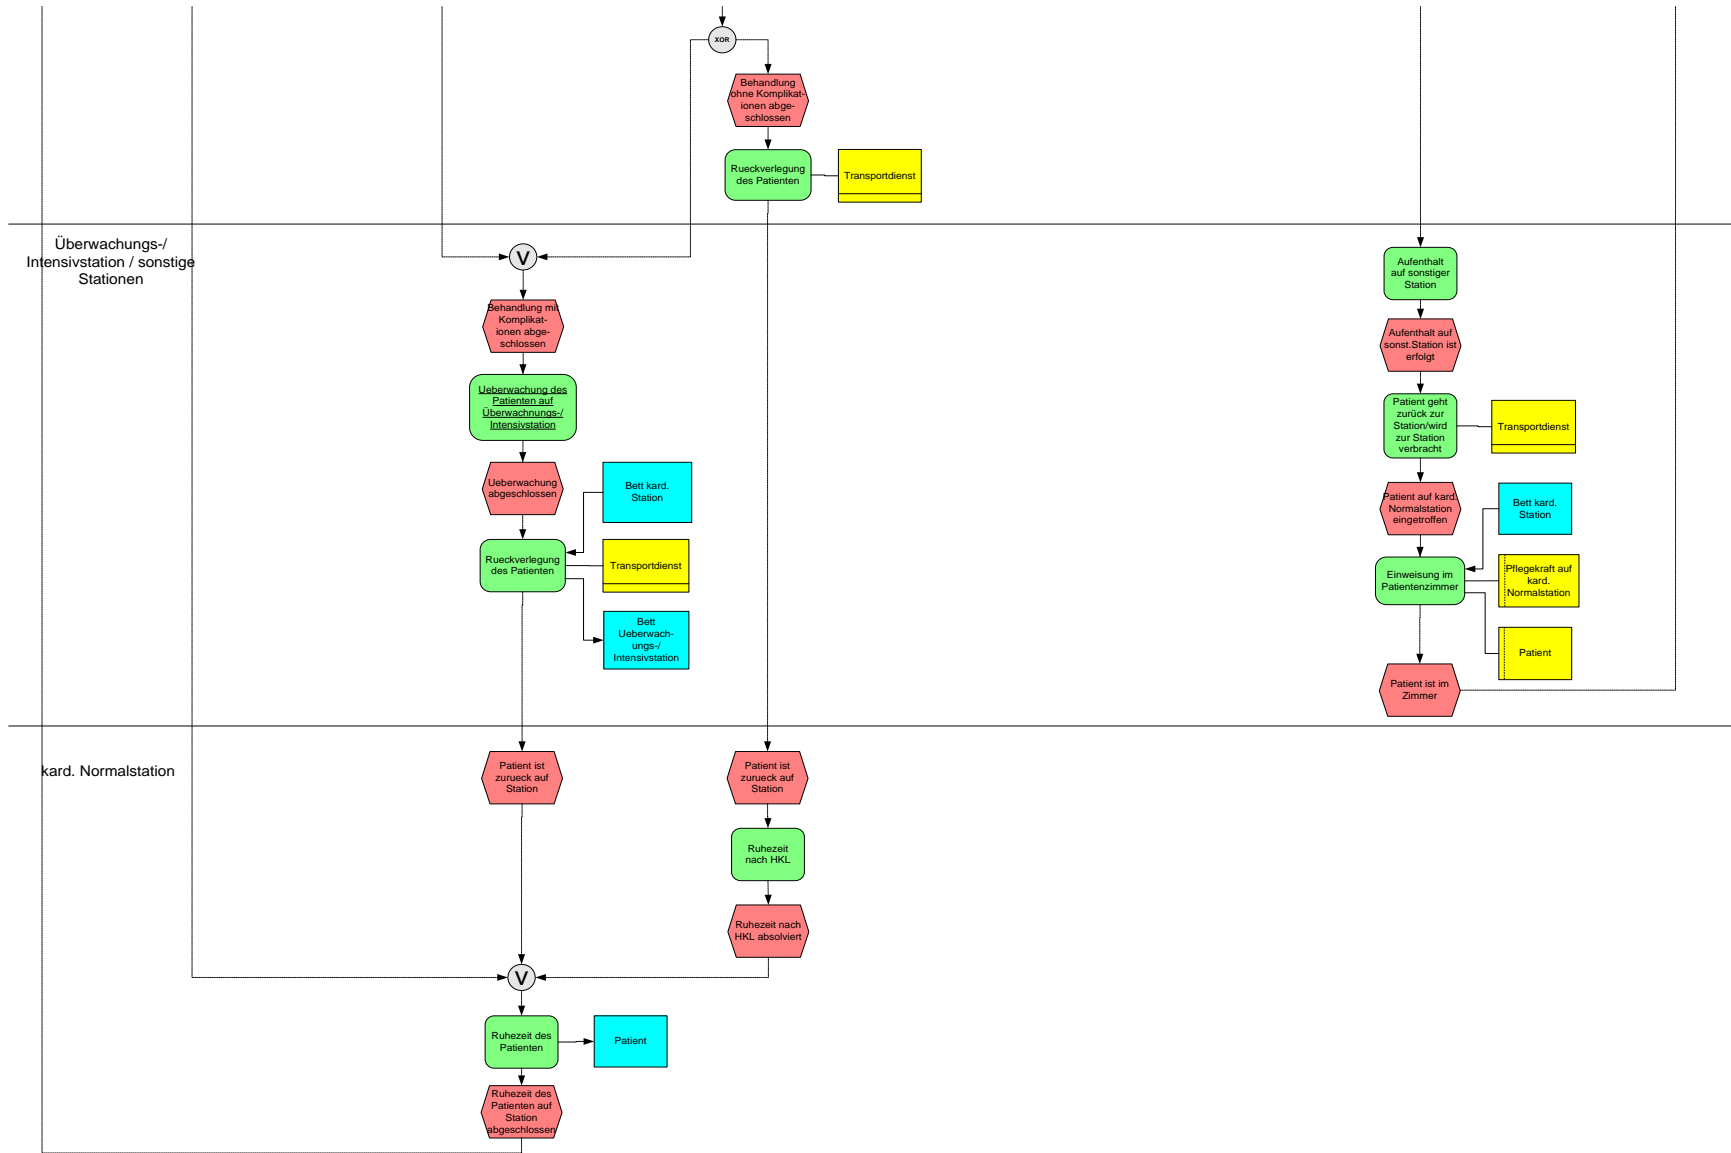 XOR
Behandlung
ohne Komplikat-
ionen abge-
schlossen
Rueckverlegung
des Patienten
Transportdienst
Überwachungs-/
Intensivstation / sonstige
Stationen
V
Behandlung mit
Komplikat-
ionen abge-
schlossen
Ueberwachung des
Patienten auf
Überwachnungs-/
Intensivstation
Ueberwachung
abgeschlossen
Bett kard.
Station
Rueckverlegung
des Patienten
Transportdienst
Bett
Ueberwach-
ungs-/
Intensivstation
Aufenthalt
auf sonstiger
Station
Aufenthalt auf
sonst.Station ist
erfolgt
Patient geht
zurück zur
Station/wird
zur Station
verbracht
Transportdienst
Patient auf kard.
Normalstation
eingetroffen
Bett kard.
Station
Einweisung im
Patientenzimmer
Pflegekraft auf
kard.
Normalstation
Patient
Patient ist im
Zimmer
kard. Normalstation
Patient ist
zurueck auf
Station
Patient ist
zurueck auf
Station
Ruhezeit
nach HKL
Ruhezeit nach
HKL absolviert
V
Ruhezeit des
Patienten
Patient
Ruhezeit des
Patienten auf
Station
abgeschlossen